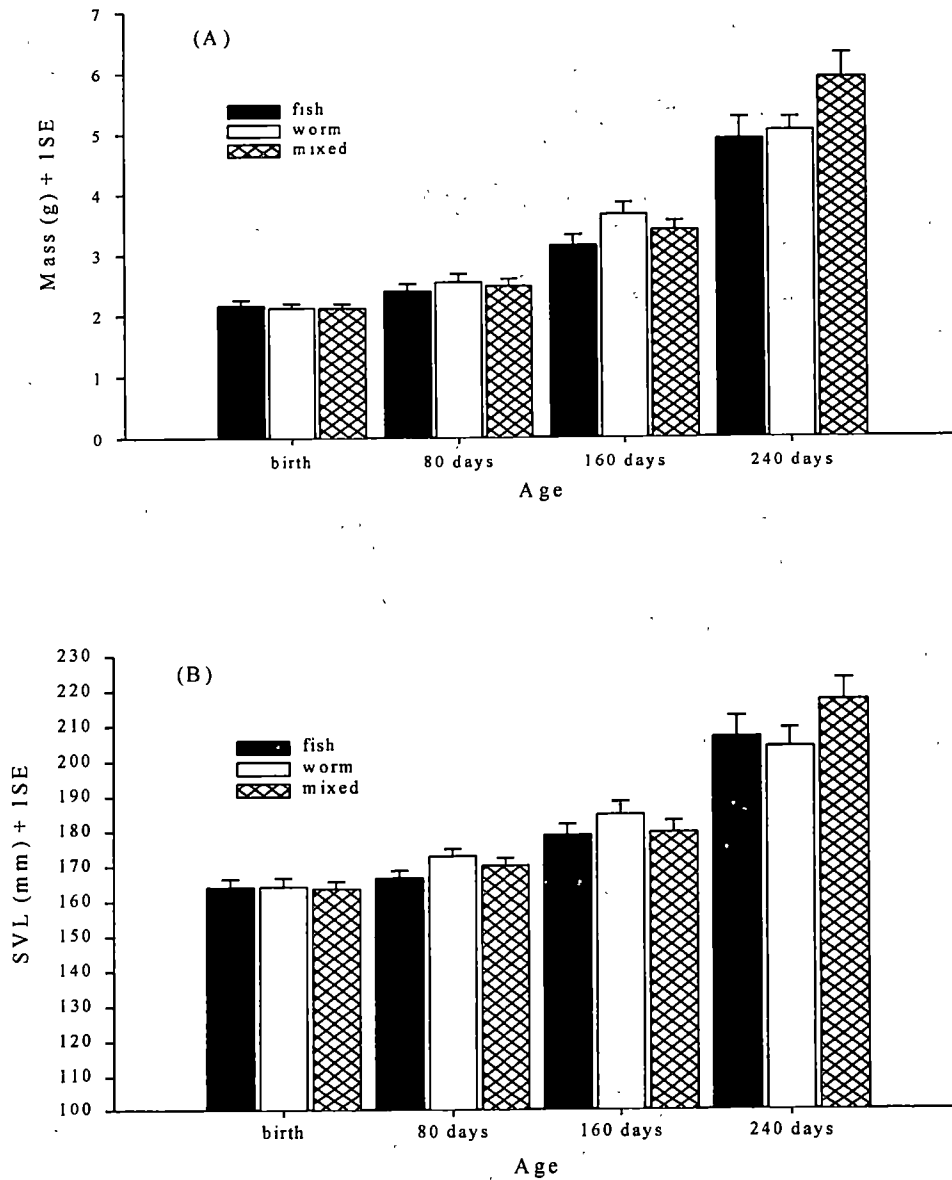 7
(A)
6
fish
worm
mixed
5
4
3
2
1
0
Mass (g) + 1SE
birth
80 days
160 days
240 days
Age
230
(B)
220
210
fish
worm
mixed
200
190
180
170
160
150
140
130
120
110
100
SVL (mm) + 1SE
birth
80 days
160 days
240 days
Age